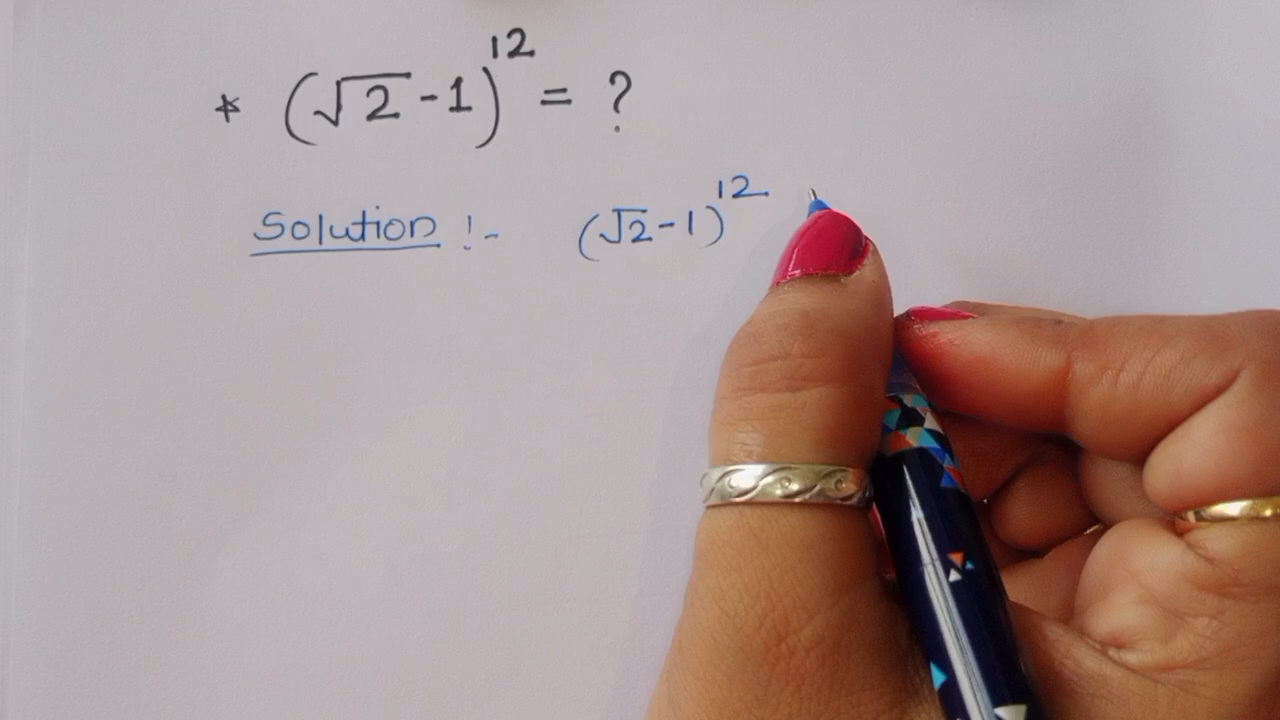 * (√2-1)^12 = ?
Solution !- (√2-1)^12